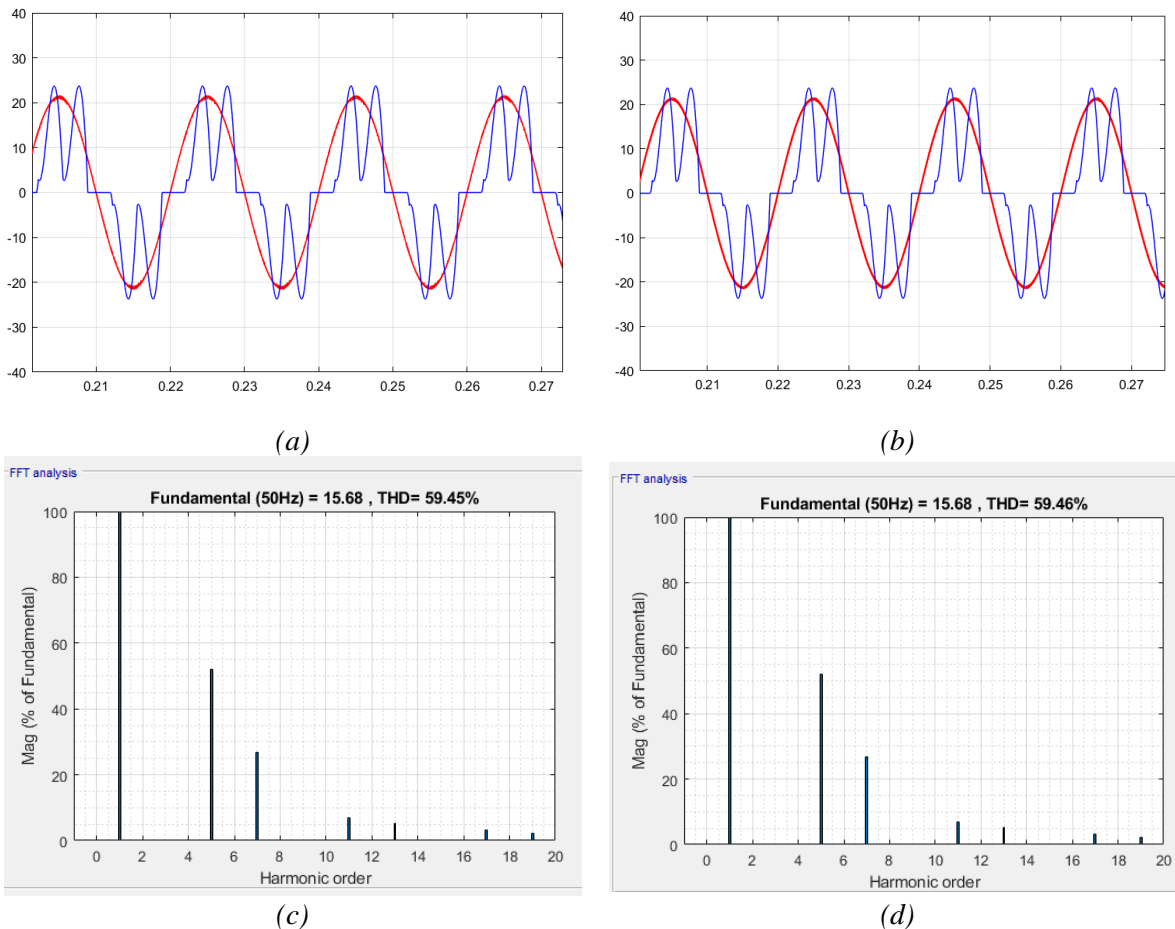 40
30
20
10
0
-10
-20
-30
-40
0.21 0.22 0.23 0.24 0.25 0.26 0.27
(a)
40
30
20
10
0
-10
-20
-30
-40
0.21 0.22 0.23 0.24 0.25 0.26 0.27
(b)
FFT analysis
Fundamental (50Hz) = 15.68 , THD= 59.45%
Mag (% of Fundamental)
100
80
60
40
20
0
0 2 4 6 8 10 12 14 16 18 20
Harmonic order
(c)
FFT analysis
Fundamental (50Hz) = 15.68 , THD= 59.46%
Mag (% of Fundamental)
100
80
60
40
20
0
0 2 4 6 8 10 12 14 16 18 20
Harmonic order
(d)